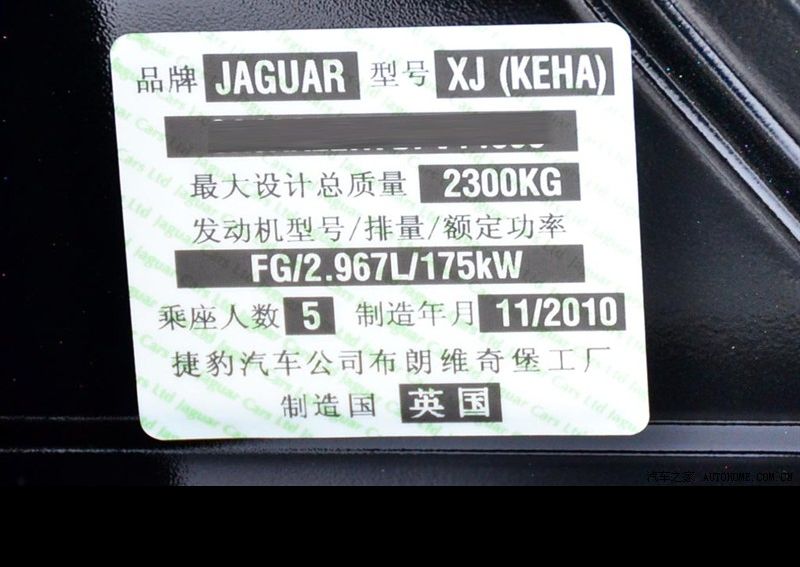 品牌 JAGUAR 型号 XJ (KEHA)
最大设计总质量 2300KG
发动机型号/排量/额定功率
FG/2.967L/175kW
乘座人数 5 制造年月 11/2010
捷豹汽车公司布朗维奇堡工厂
制造国 英国
汽车之家 AUTOHOME.COM.CN